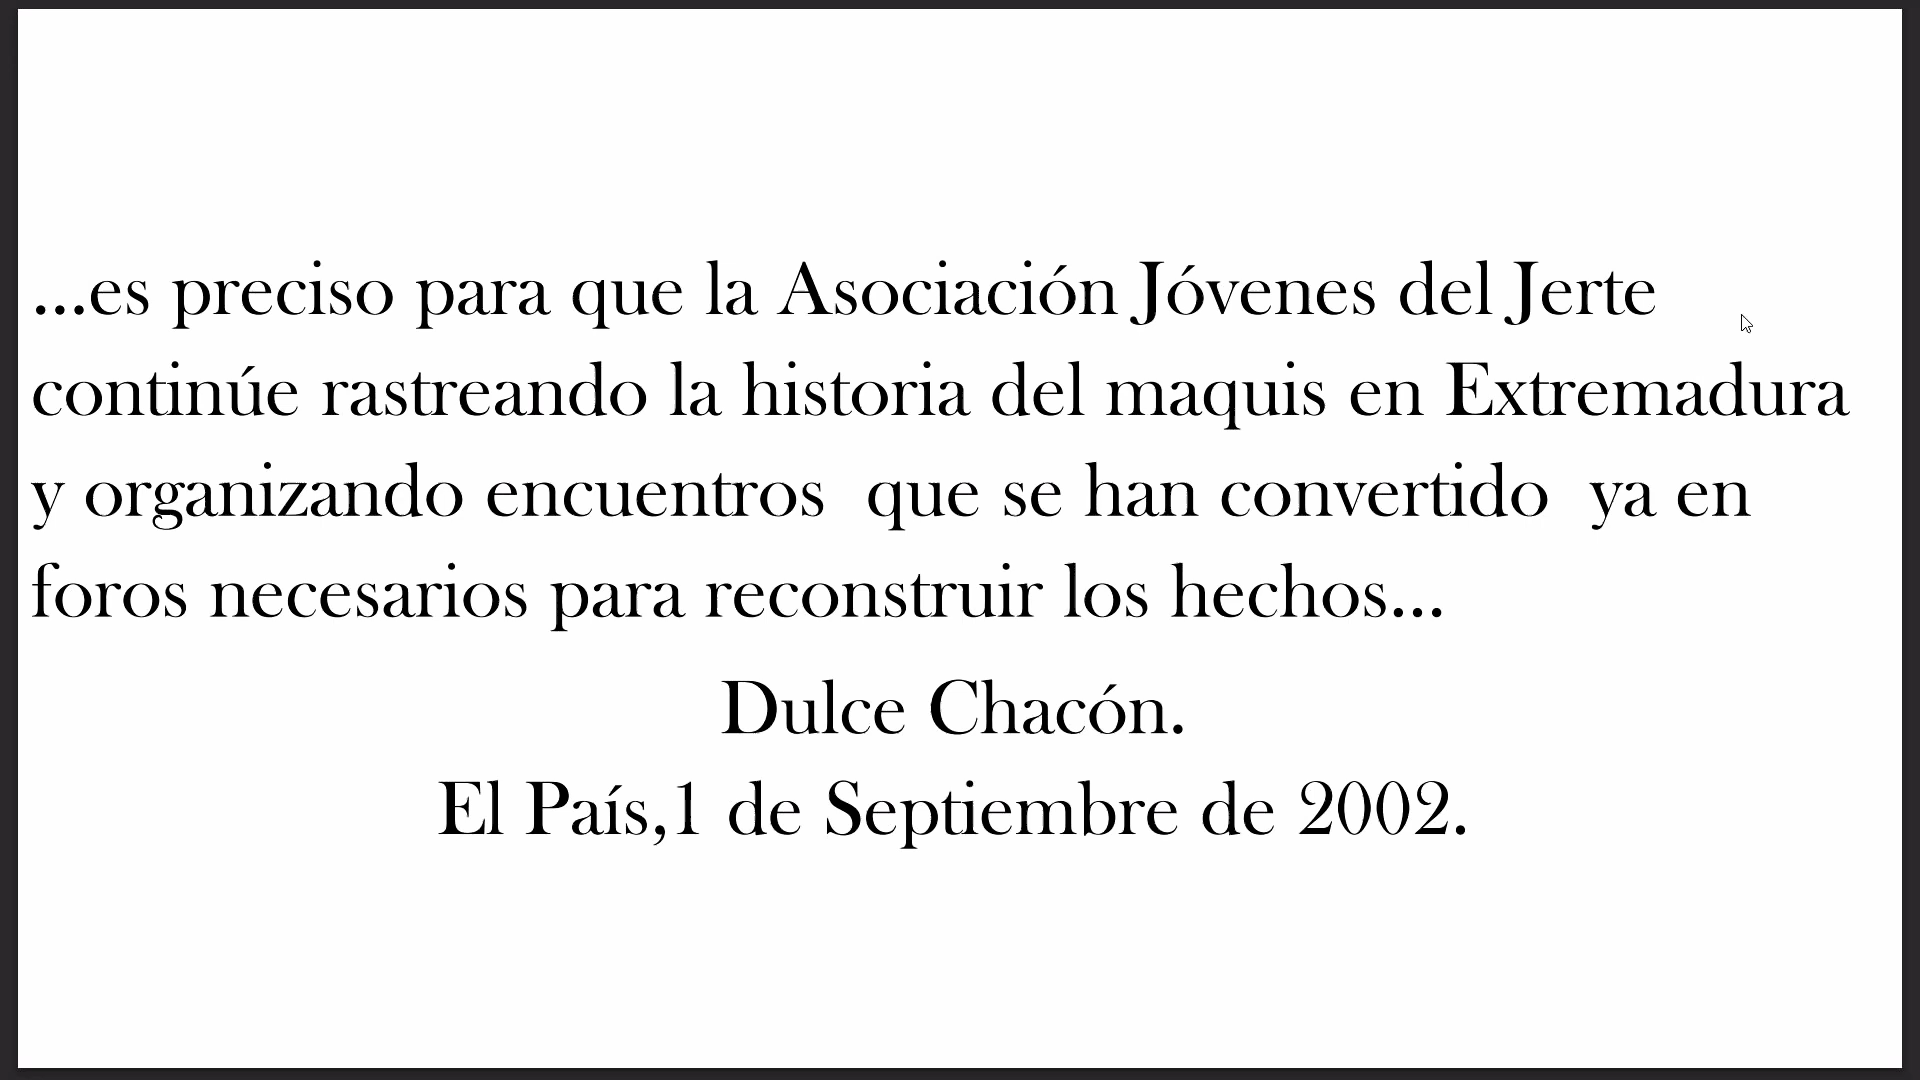 ...es preciso para que la Asociación Jóvenes del Jerte
continúe rastreando la historia del maquis en Extremadura
y organizando encuentros  que se han convertido  ya en
foros necesarios para reconstruir los hechos...
Dulce Chacón.
El País,1 de Septiembre de 2002.